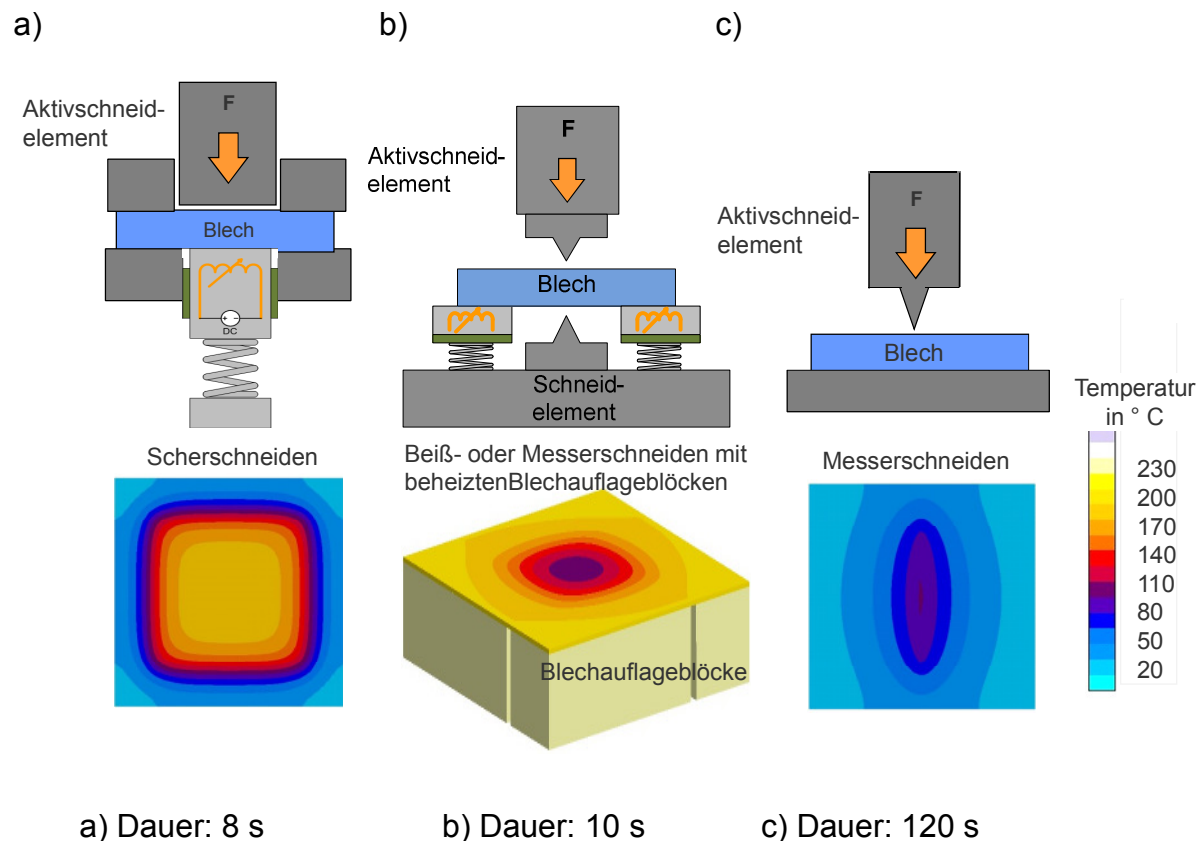 a)
b)
c)
Aktivschneid-
element
F
Blech
DC
Scherschneiden
Aktivschneid-
element
F
Blech
Schneid-
element
Beiß- oder Messerschneiden mit
beheiztenBlechauflageblöcken
Blechauflageblöcke
Aktivschneid-
element
F
Blech
Messerschneiden
Temperatur
in ° C
230
200
170
140
110
80
50
20
a) Dauer: 8 s
b) Dauer: 10 s
c) Dauer: 120 s